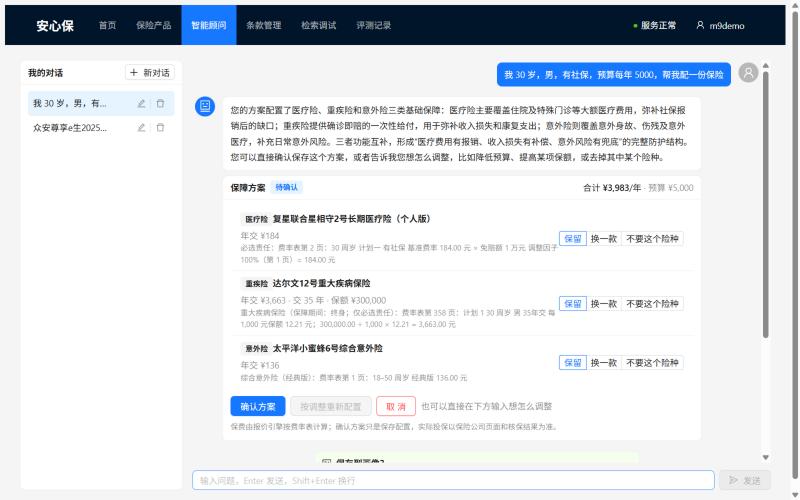 安心保 首页 保险产品 智能顾问 条款管理 检索调试 评测记录 服务正常 m9demo
我的对话 + 新对话
我 30 岁，男，有...
众安尊享e生2025...
我 30 岁，男，有社保，预算每年 5000，帮我配一份保险
您的方案配置了医疗险、重疾险和意外险三类基础保障：医疗险主要覆盖住院及特殊门诊等大额医疗费用，弥补社保报
销后的缺口；重疾险提供确诊即赔的一次性给付，用于弥补收入损失和康复支出；意外险则覆盖意外身故、伤残及意外
医疗，补充日常意外风险。三者功能互补，形成“医疗费用有报销、收入损失有补偿、意外风险有兜底”的完整防护结构。
您可以直接确认保存这个方案，或者告诉我您想怎么调整，比如降低预算、提高某项保额，或去掉其中某个险种。
保障方案 待确认 合计 ¥3,983/年 · 预算 ¥5,000
医疗险 复星联合星相守2号长期医疗险（个人版）
年交 ¥184
必选责任：费率表第 2 页：30 周岁 计划一 有社保 基准费率 184.00 元 × 免赔额 1 万元 调整因子
100%（第 1 页）= 184.00 元
保留 换一款 不要这个险种
重疾险 达尔文12号重大疾病保险
年交 ¥3,663 · 交 35 年 · 保额 ¥300,000
重大疾病保险（保障期间：终身；仅必选责任）：费率表第 358 页：计划 1 30 周岁 男 35年交 每
1,000 元保额 12.21 元；300,000.00 ÷ 1,000 × 12.21 = 3,663.00 元
保留 换一款 不要这个险种
意外险 太平洋小蜜蜂6号综合意外险
年交 ¥136
综合意外险（经典版）：费率表第 1 页：18–50 周岁 经典版 136.00 元
保留 换一款 不要这个险种
确认方案 按调整重新配置 取 消 也可以直接在下方输入想怎么调整
保费由报价引擎按费率表计算；确认方案只是保存配置，实际投保以保险公司页面和核保结果为准。
输入问题，Enter 发送，Shift+Enter 换行 发送